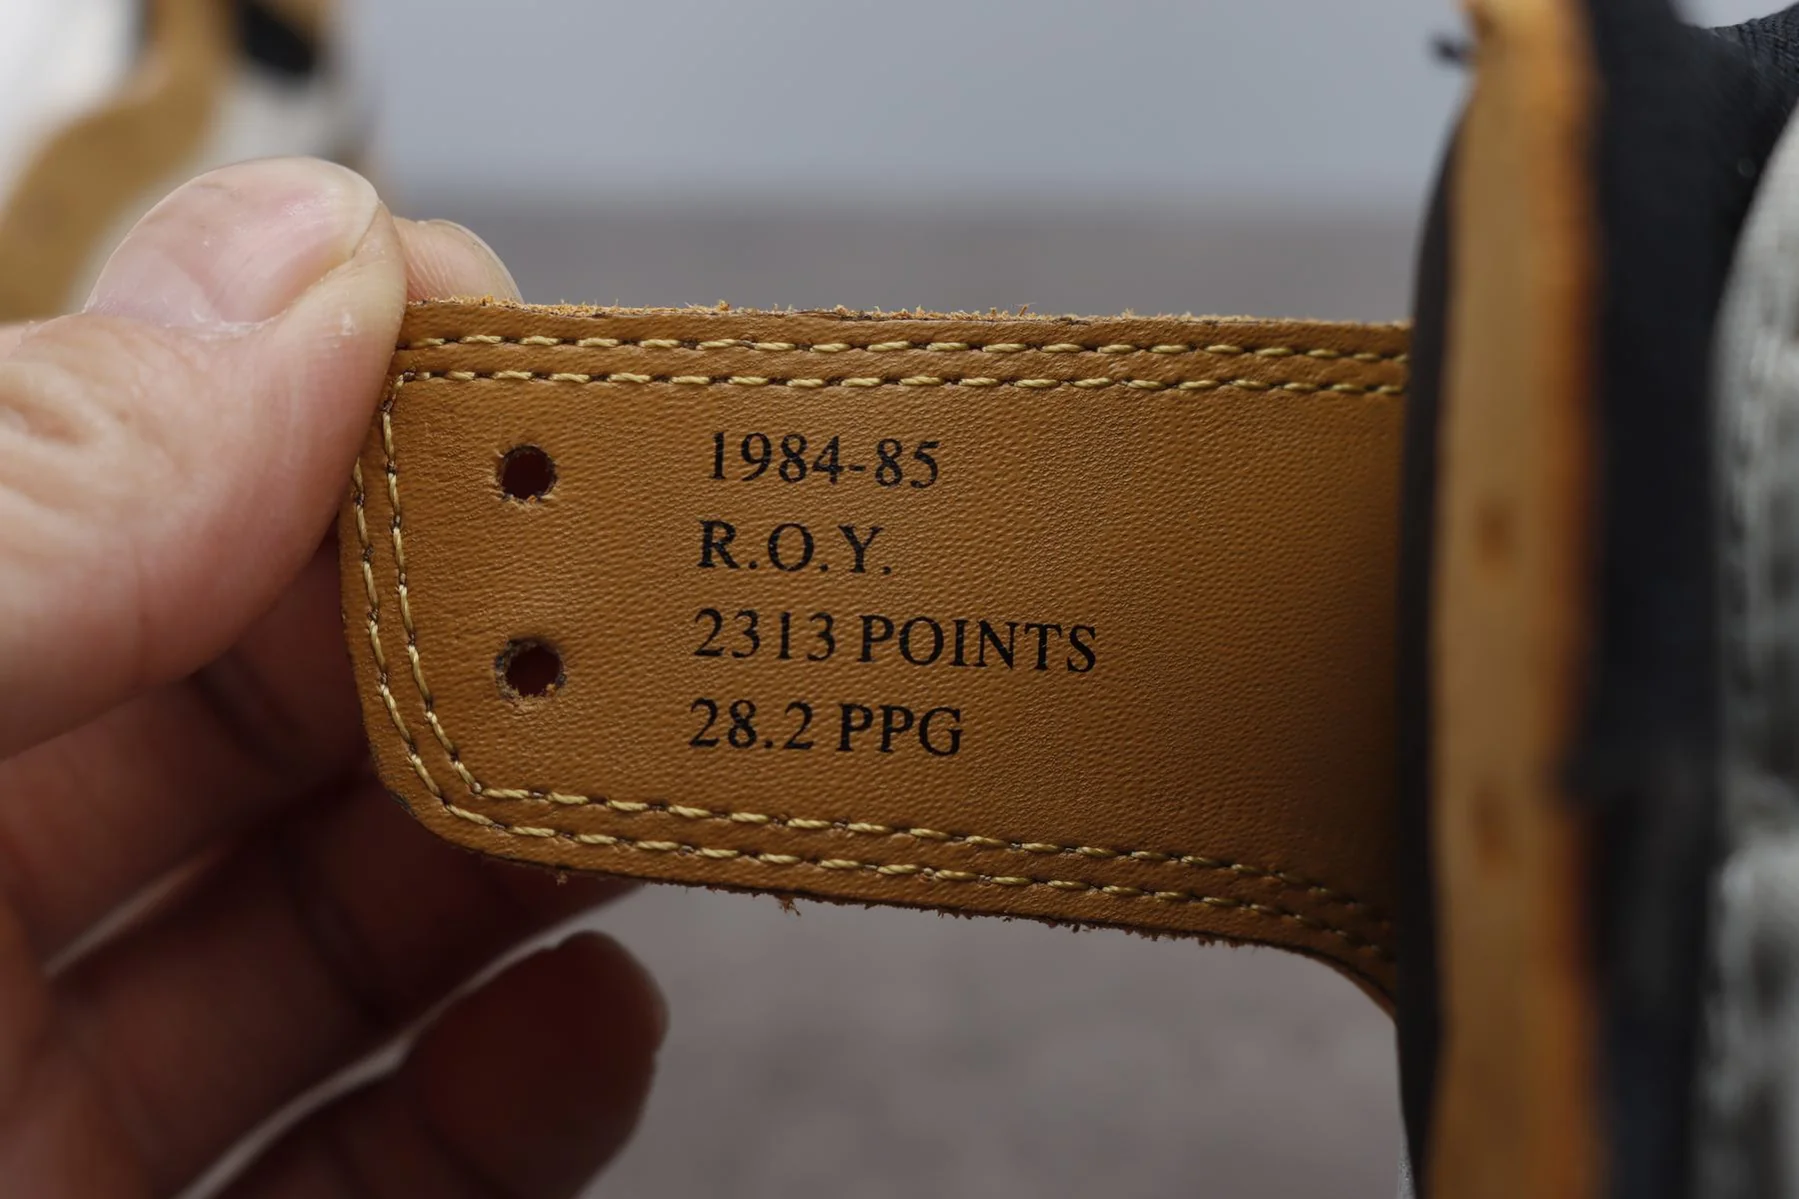 1984-85
R.O.Y.
2313 POINTS
28.2 PPG